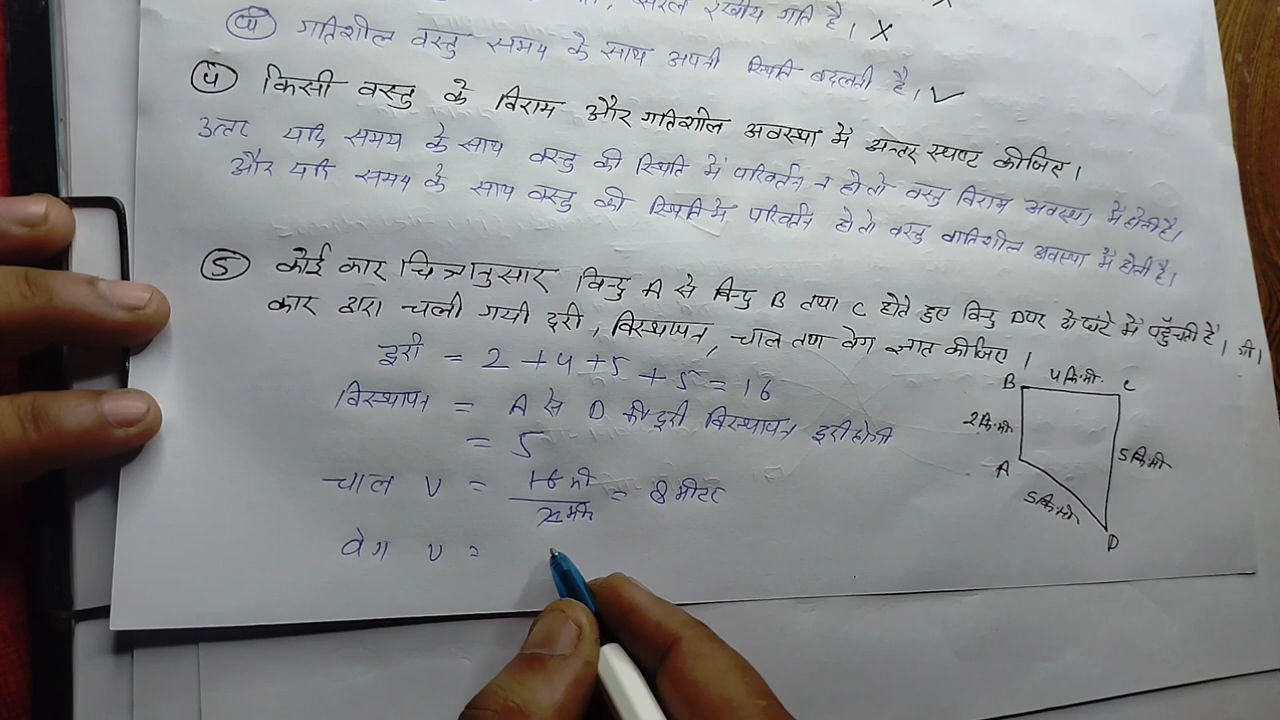 सरल रेखीय गति है। X
घ गतिशील वस्तु समय के साथ अपनी स्थिति बदलती है। ✓
④ किसी वस्तु के विराम और गतिशील अवस्था में अन्तर स्पष्ट कीजिए।
उत्तर यदि समय के साथ वस्तु की स्थिति में परिवर्तन न हो तो वस्तु विराम अवस्था में होती है।
और यदि समय के साथ वस्तु की स्थिति में परिवर्तन हो तो वस्तु गतिशील अवस्था में होती है।
⑤ कोई कार चित्रानुसार बिन्दु A से बिन्दु B तथा C होते हुए बिन्दु D पर दो घंटे में पहुँचती है।
कार द्वारा चली गयी दूरी, विस्थापन, चाल तथा वेग ज्ञात कीजिए।
दूरी = 2 + 4 + 5 + 5 = 16
विस्थापन = A से D की दूरी विस्थापन दूरी होगी
= 5
चाल v = 16 मी / 2 = 8 मीटर
वेग v =
B 4 कि.मी. C
2 कि.मी.
A 5 कि.मी
5 कि.मी
D